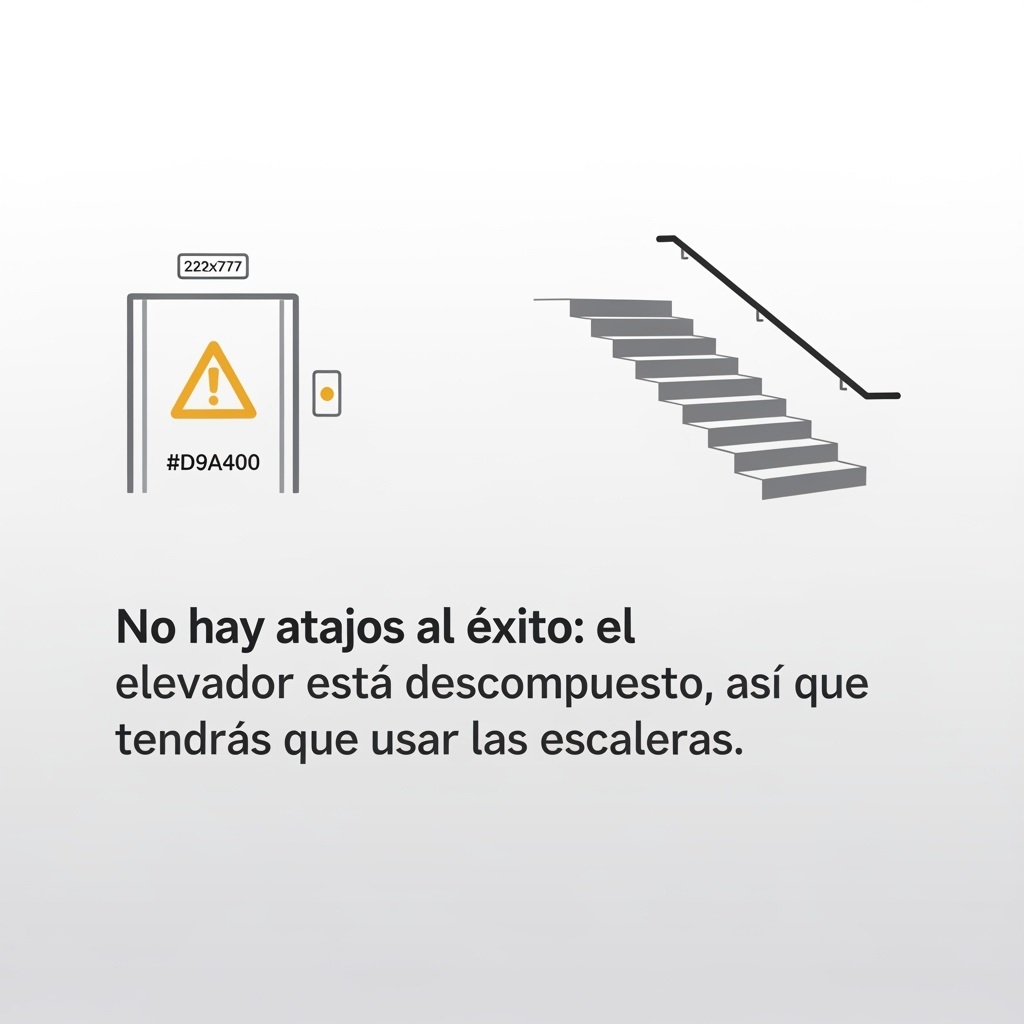 222x777
#D9A400
No hay atajos al éxito: el
elevador está descompuesto, así que
tendrás que usar las escaleras.